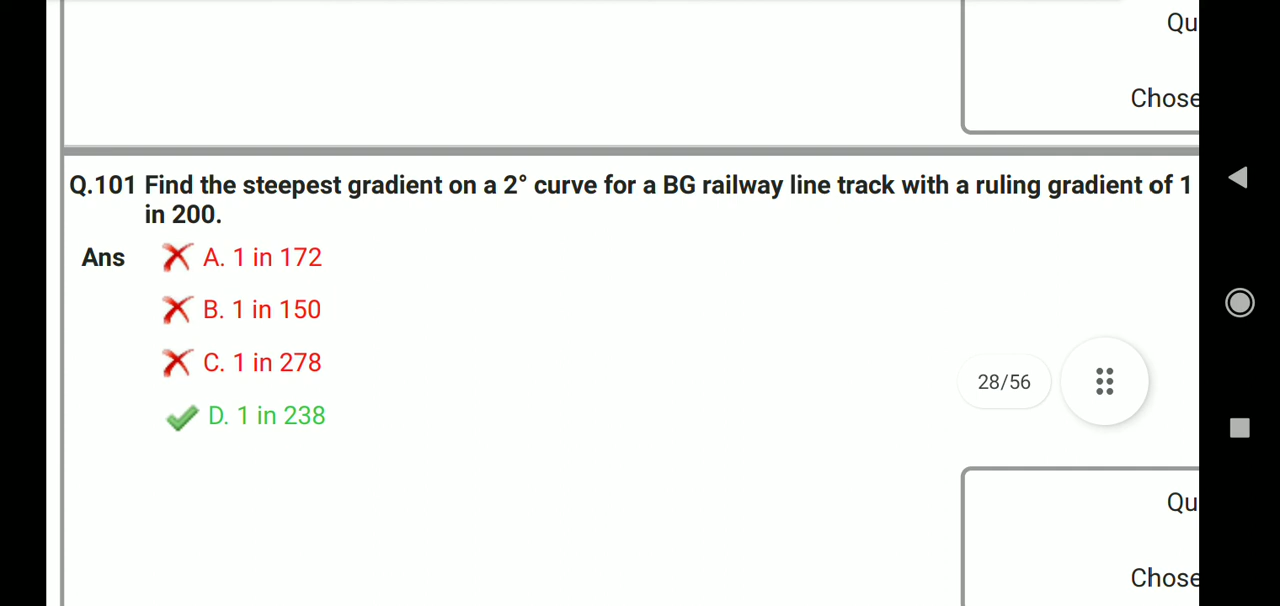 Qu
Chose
Q.101 Find the steepest gradient on a 2° curve for a BG railway line track with a ruling gradient of 1
in 200.
Ans A. 1 in 172
B. 1 in 150
C. 1 in 278
28/56
D. 1 in 238
Qu
Chose